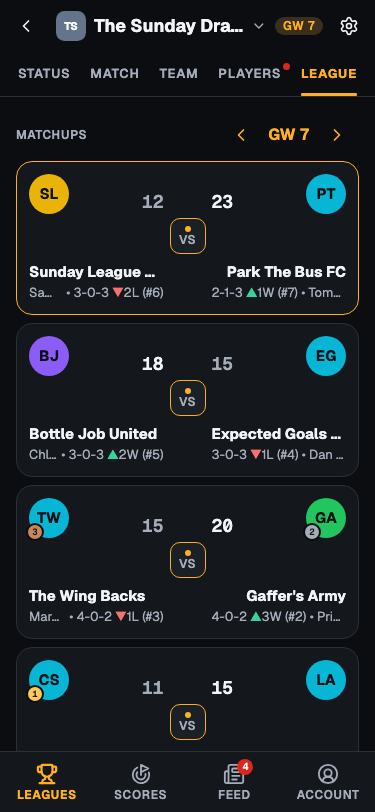 TS The Sunday Dra... GW 7
STATUS MATCH TEAM PLAYERS LEAGUE
MATCHUPS GW 7
SL 12 23 PT
VS
Sunday League ... Park The Bus FC
Sa... • 3-0-3 ▼2L (#6) 2-1-3 ▲1W (#7) • Tom...
BJ 18 15 EG
VS
Bottle Job United Expected Goals ...
Chl... • 3-0-3 ▲2W (#5) 3-0-3 ▼1L (#4) • Dan ...
TW 3 15 20 GA 2
VS
The Wing Backs Gaffer's Army
Mar... • 4-0-2 ▼1L (#3) 4-0-2 ▲3W (#2) • Pri...
CS 1 11 15 LA
VS
4
LEAGUES SCORES FEED ACCOUNT